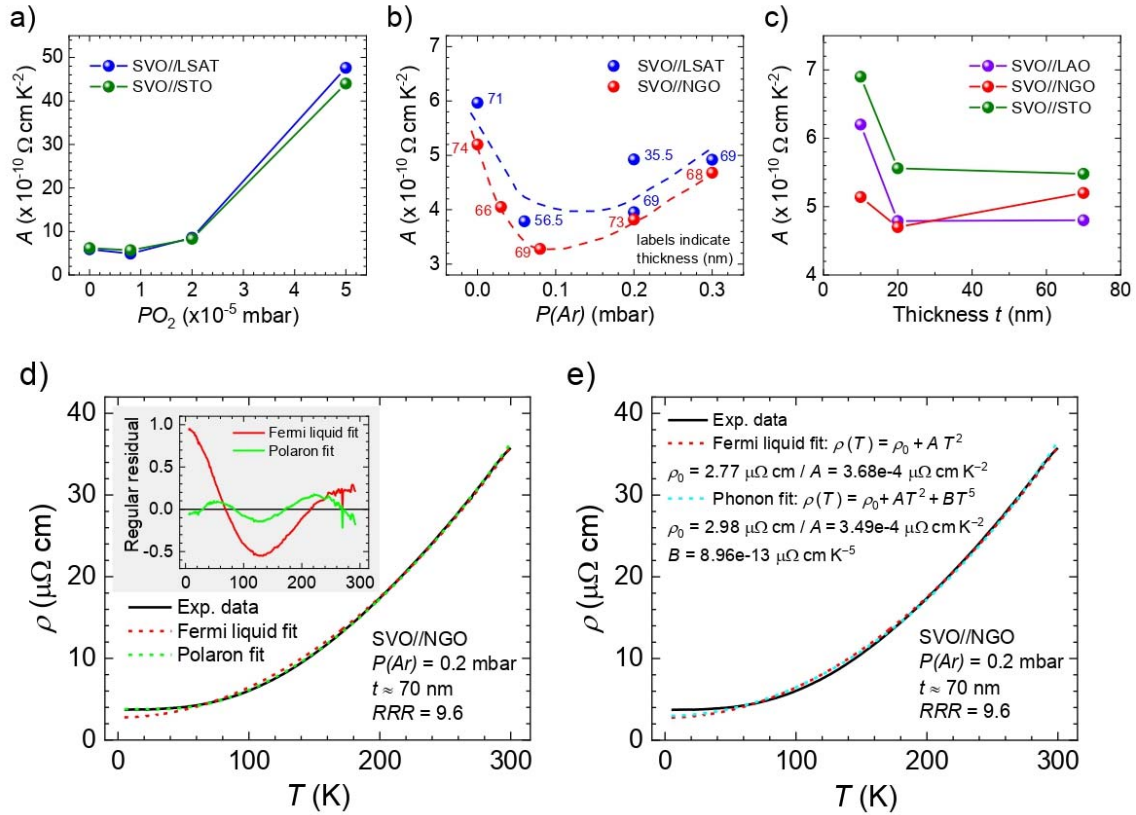 a)
A (x 10⁻¹⁰ Ω cm K⁻²)
50
40
30
20
10
0
SVO//LSAT
SVO//STO
0 1 2 3 4 5
PO₂ (x10⁻⁵ mbar)
b)
A (x 10⁻¹⁰ Ω cm K⁻²)
7
6
5
4
3
SVO//LSAT
SVO//NGO
71
74
35.5
69
68
66
69
56.5
73
69
labels indicate
thickness (nm)
0.0 0.1 0.2 0.3
P(Ar) (mbar)
c)
A (x 10⁻¹⁰ Ω cm K⁻²)
8
7
6
5
4
SVO//LAO
SVO//NGO
SVO//STO
0 20 40 60 80
Thickness t (nm)
d)
ρ (μΩ cm)
40
30
20
10
0
Regular residual
1.0
0.5
0.0
-0.5
Fermi liquid fit
Polaron fit
0 100 200 300
Exp. data
Fermi liquid fit
Polaron fit
SVO//NGO
P(Ar) = 0.2 mbar
t ≈ 70 nm
RRR = 9.6
0 100 200 300
T (K)
e)
ρ (μΩ cm)
40
30
20
10
0
Exp. data
Fermi liquid fit: ρ(T) = ρ₀ + AT²
ρ₀ = 2.77 μΩ cm / A = 3.68e-4 μΩ cm K⁻²
Phonon fit: ρ(T) = ρ₀+ AT² + BT⁵
ρ₀ = 2.98 μΩ cm / A = 3.49e-4 μΩ cm K⁻²
B = 8.96e-13 μΩ cm K⁻⁵
SVO//NGO
P(Ar) = 0.2 mbar
t ≈ 70 nm
RRR = 9.6
0 100 200 300
T (K)